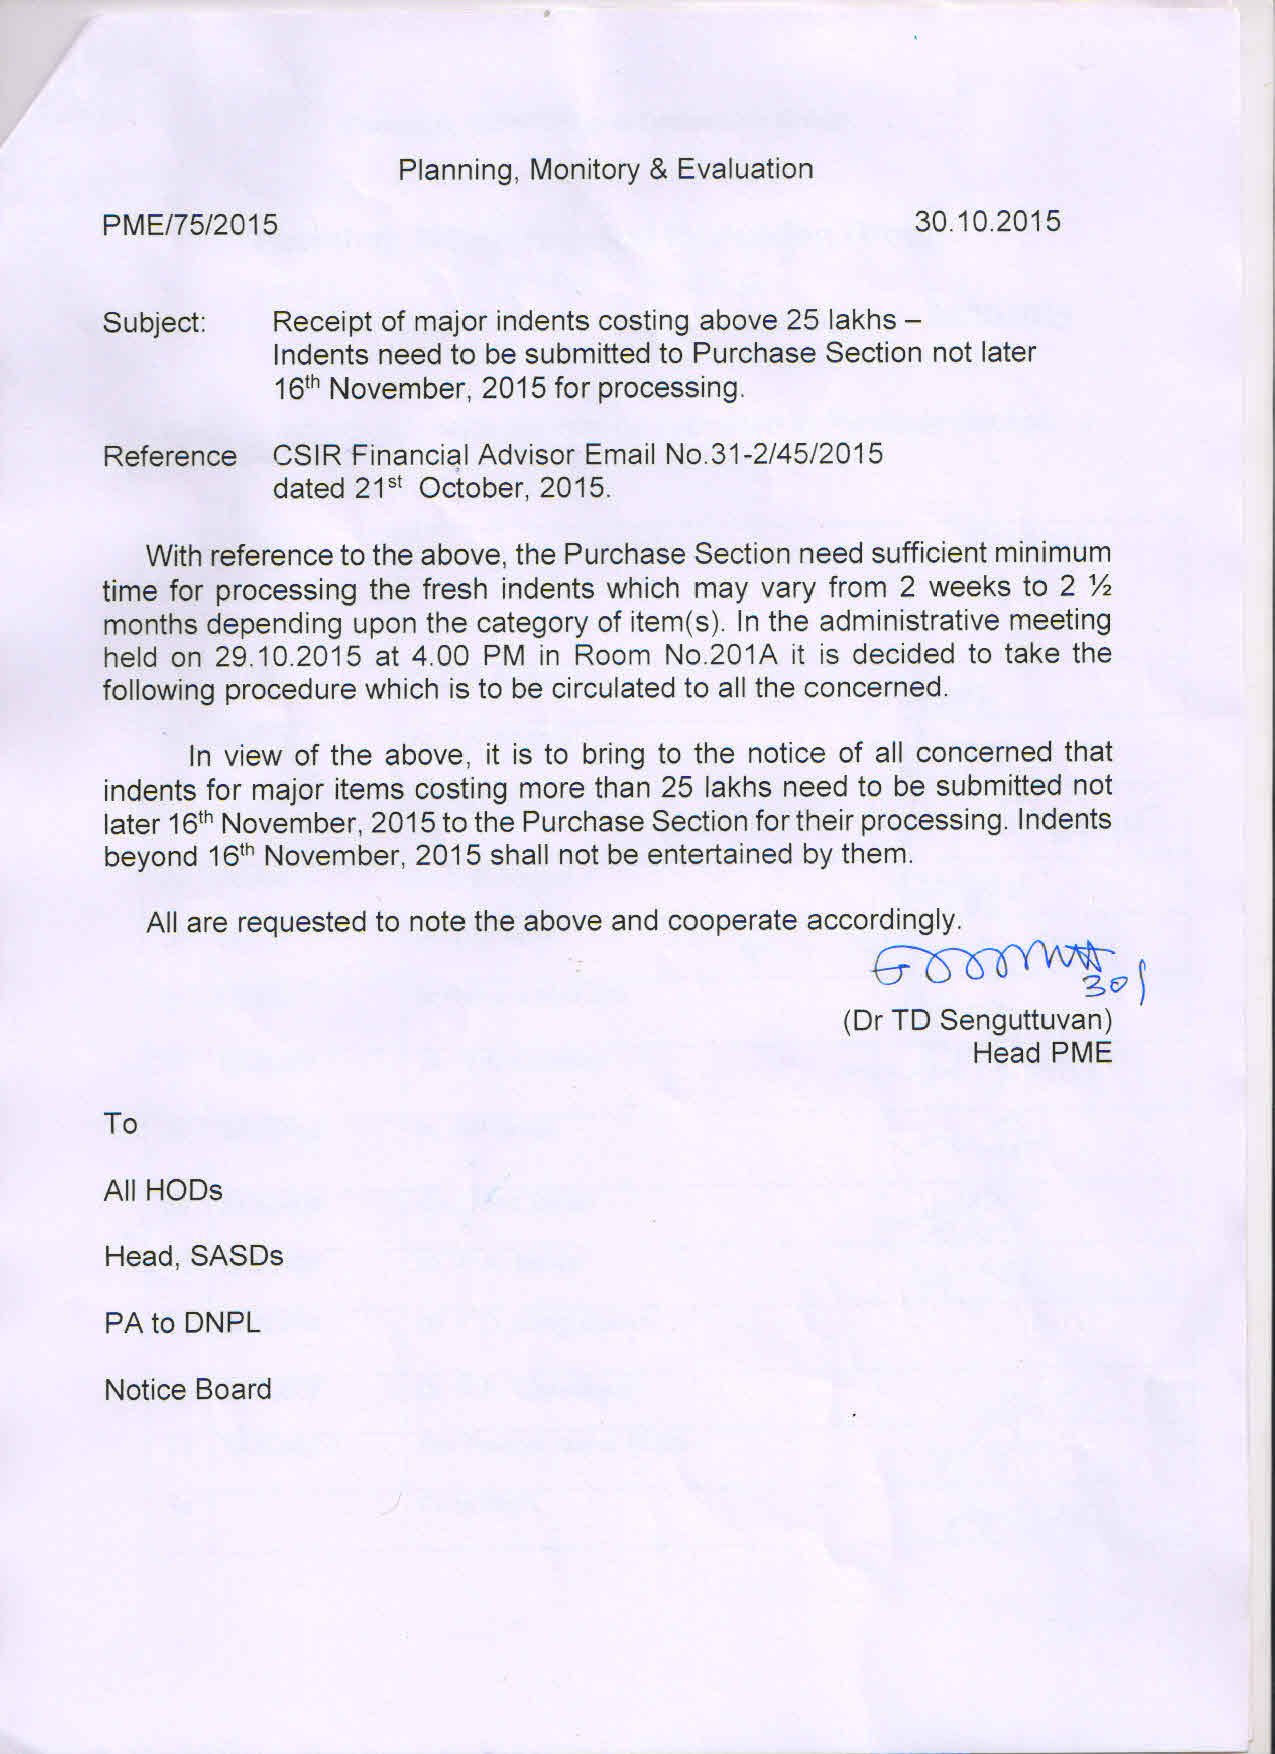 Planning, Monitory & Evaluation
PME/75/2015 30.10.2015
Subject: Receipt of major indents costing above 25 lakhs –
Indents need to be submitted to Purchase Section not later
16th November, 2015 for processing.
Reference CSIR Financial Advisor Email No.31-2/45/2015
dated 21st October, 2015.
With reference to the above, the Purchase Section need sufficient minimum
time for processing the fresh indents which may vary from 2 weeks to 2 ½
months depending upon the category of item(s). In the administrative meeting
held on 29.10.2015 at 4.00 PM in Room No.201A it is decided to take the
following procedure which is to be circulated to all the concerned.
In view of the above, it is to bring to the notice of all concerned that
indents for major items costing more than 25 lakhs need to be submitted not
later 16th November, 2015 to the Purchase Section for their processing. Indents
beyond 16th November, 2015 shall not be entertained by them.
All are requested to note the above and cooperate accordingly.
30/
(Dr TD Senguttuvan)
Head PME
To
All HODs
Head, SASDs
PA to DNPL
Notice Board